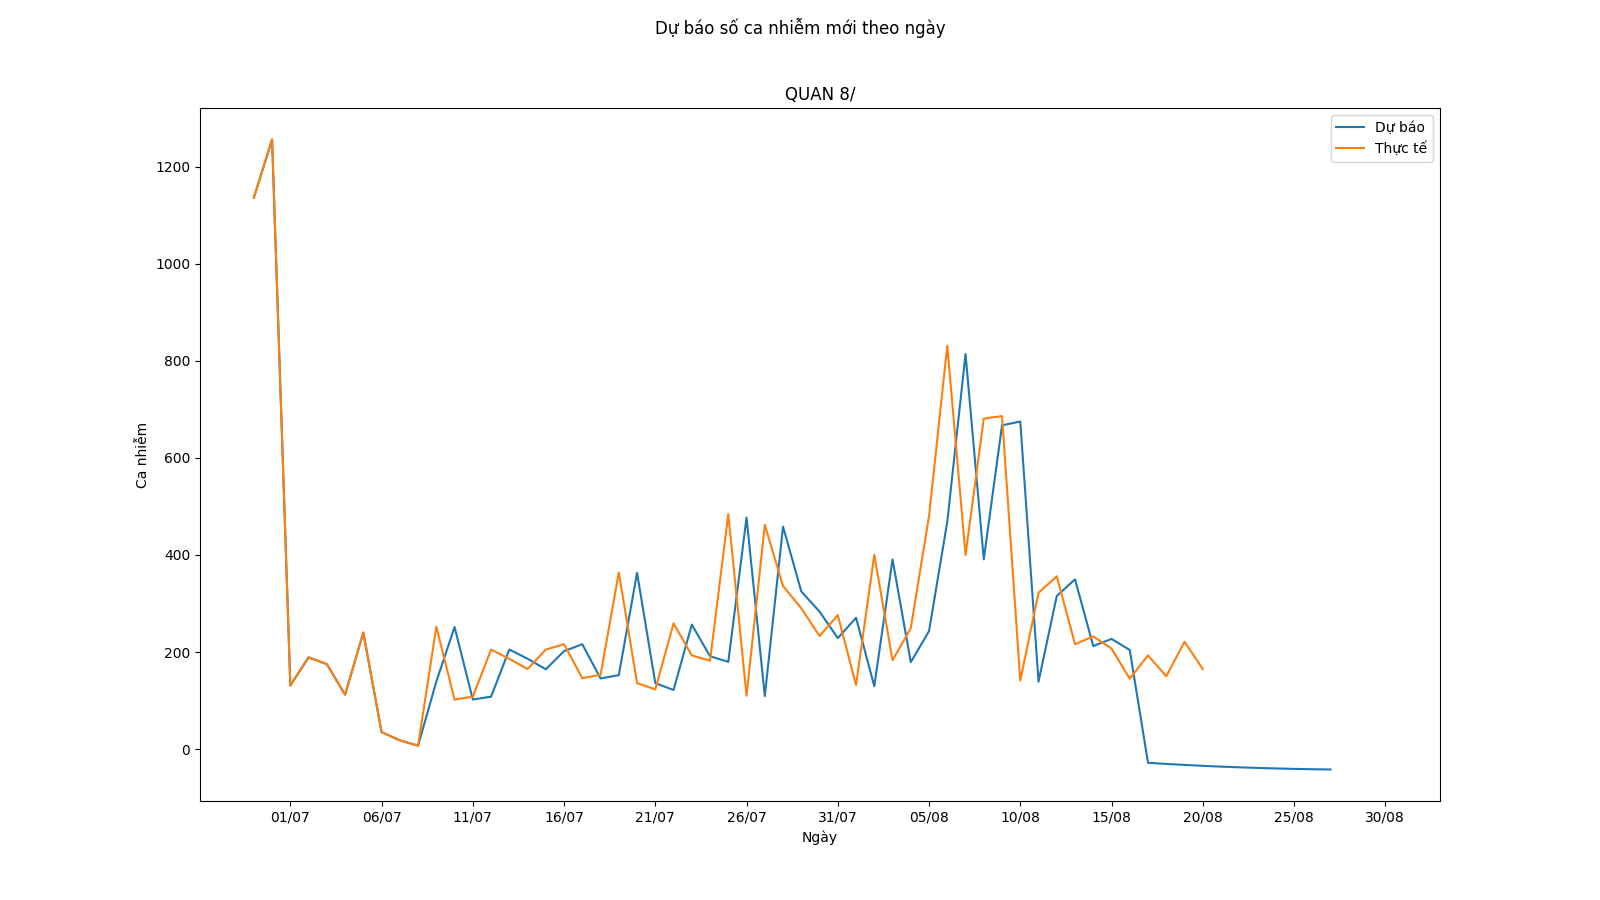 Dự báo số ca nhiễm mới theo ngày
QUAN 8/
Dự báo
Thực tế
1200
1000
800
600
400
200
0
Ca nhiễm
01/07 06/07 11/07 16/07 21/07 26/07 31/07 05/08 10/08 15/08 20/08 25/08 30/08
Ngày